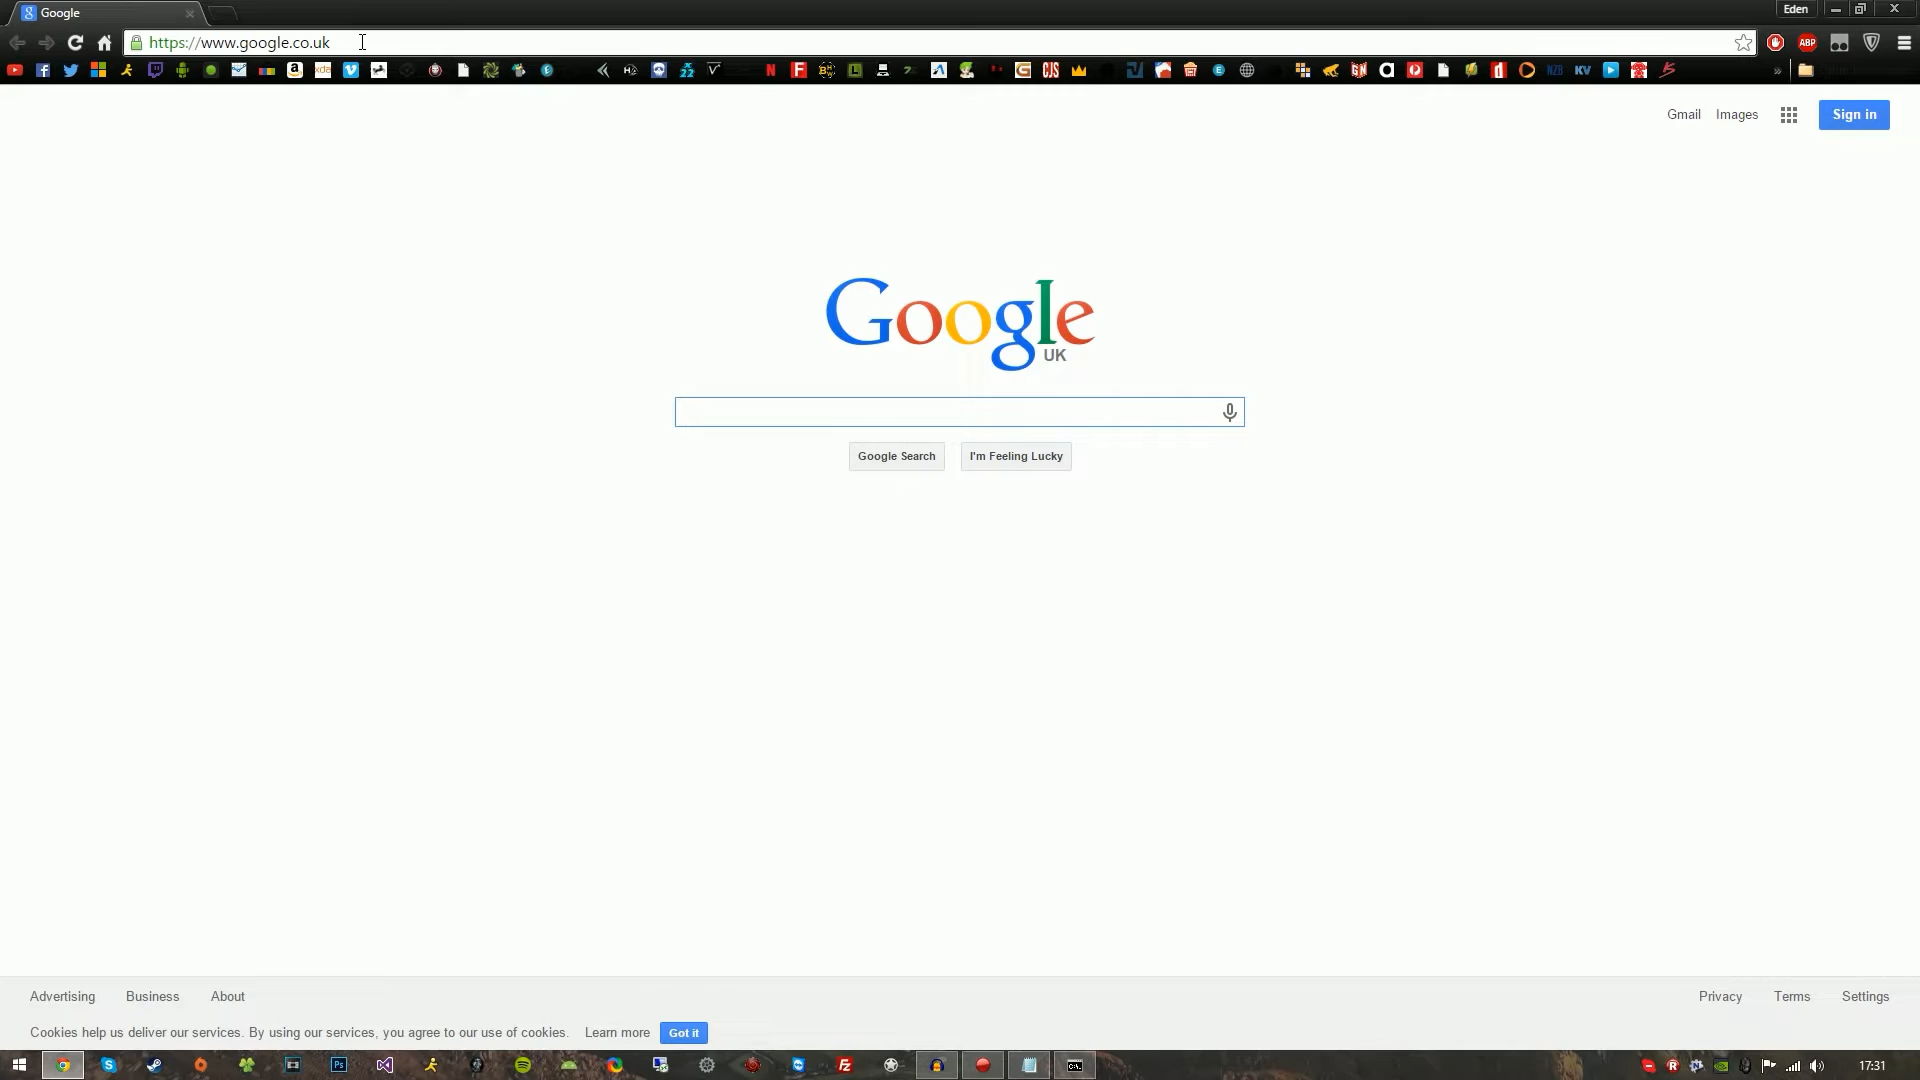 Google
Eden
https://www.google.co.uk
Gmail Images Sign in
Google
UK
Google Search I'm Feeling Lucky
Advertising Business About Privacy Terms Settings
Cookies help us deliver our services. By using our services, you agree to our use of cookies. Learn more Got it
17:31